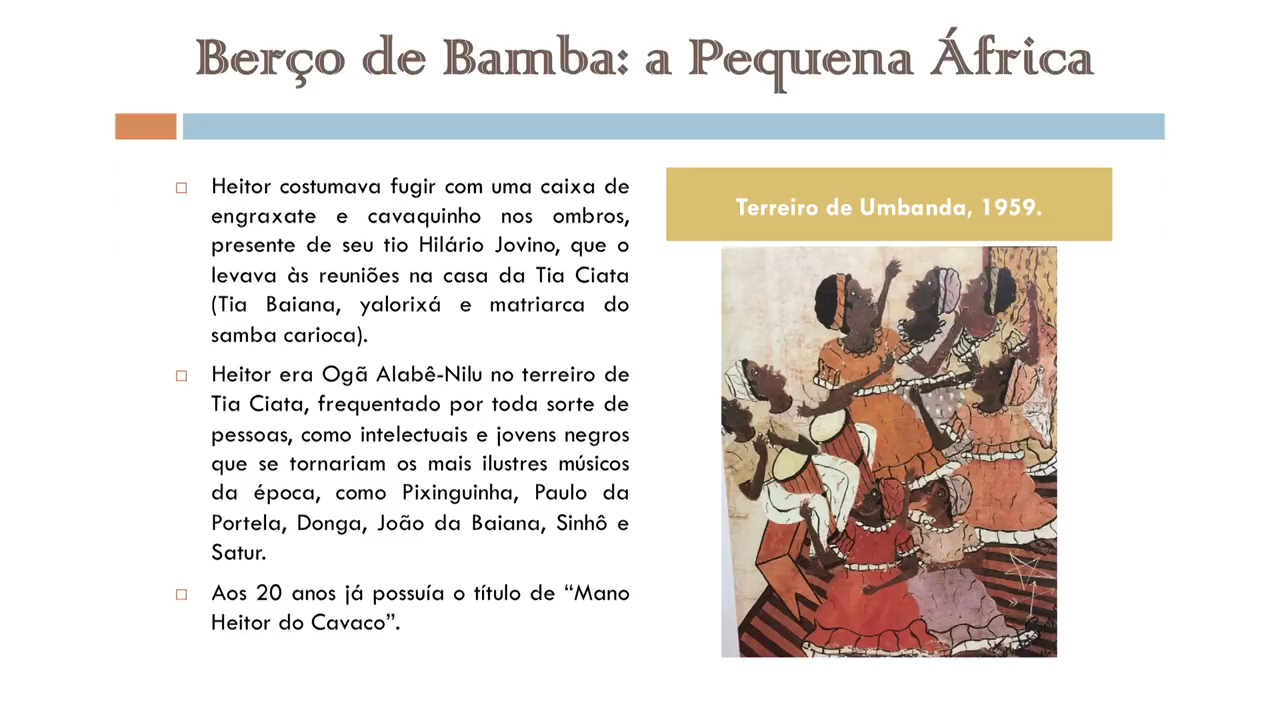 Berço de Bamba: a Pequena África
Heitor costumava fugir com uma caixa de
engraxate e cavaquinho nos ombros,
presente de seu tio Hilário Jovino, que o
levava às reuniões na casa da Tia Ciata
(Tia Baiana, yalorixá e matriarca do
samba carioca).
Heitor era Ogã Alabê-Nilu no terreiro de
Tia Ciata, frequentado por toda sorte de
pessoas, como intelectuais e jovens negros
que se tornariam os mais ilustres músicos
da época, como Pixinguinha, Paulo da
Portela, Donga, João da Baiana, Sinhô e
Satur.
Aos 20 anos já possuía o título de “Mano
Heitor do Cavaco”.
Terreiro de Umbanda, 1959.